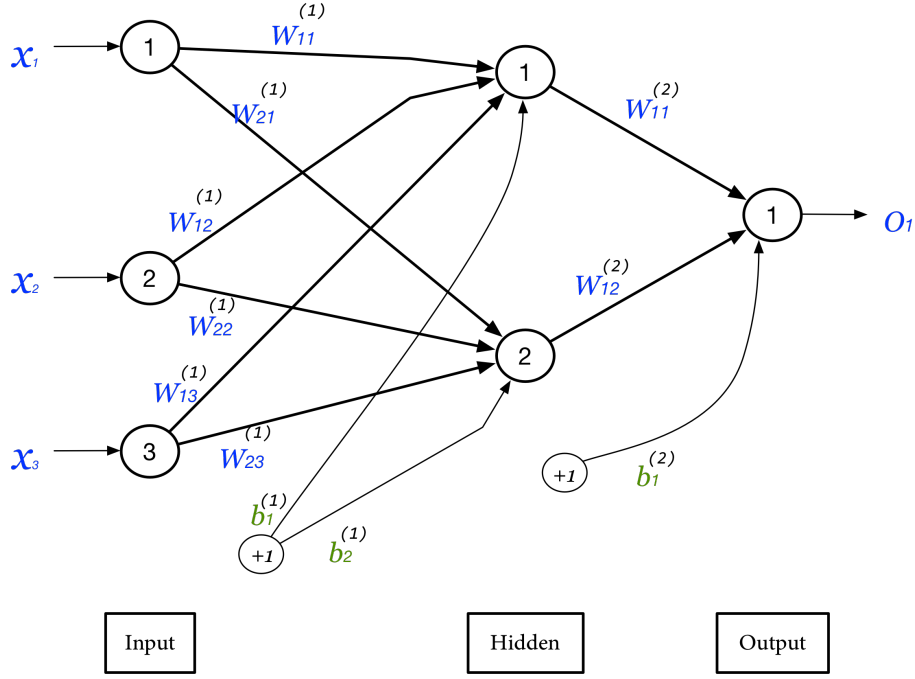 x₁
1
W₁₁⁽¹⁾
1
W₂₁⁽¹⁾
W₁₁⁽²⁾
W₁₂⁽¹⁾
1
O₁
x₂
2
W₂₂⁽¹⁾
W₁₂⁽²⁾
2
W₁₃⁽¹⁾
x₃
3
W₂₃⁽¹⁾
+1
b₁⁽²⁾
b₁⁽¹⁾
+1
b₂⁽¹⁾
Input
Hidden
Output